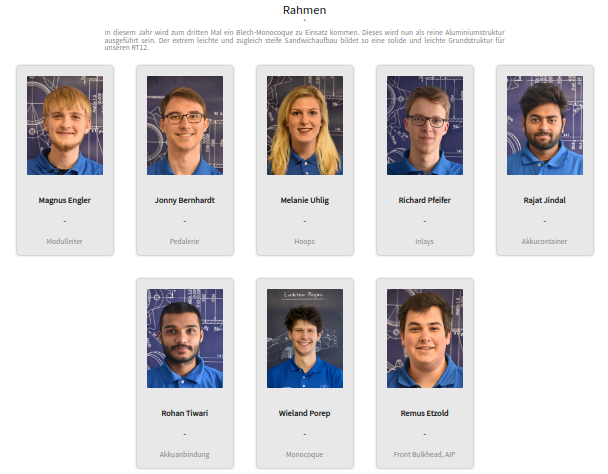 Rahmen
In diesem Jahr wird zum dritten Mal ein Blech-Monocoque zu Einsatz kommen. Dieses wird nun als reine Aluminiumstruktur
ausgeführt sein. Der extrem leichte und zugleich steife Sandwichaufbau bildet so eine solide und leichte Grundstruktur für
unseren RT12.
Magnus Engler
-
Modulleiter
Jonny Bernhardt
-
Pedalerie
Melanie Uhlig
-
Hoops
Richard Pfeifer
-
Inlays
Rajat Jindal
-
Akkucontainer
Evolution Begins
Rohan Tiwari
-
Akkuanbindung
Wieland Porep
-
Monocoque
Remus Etzold
-
Front Bulkhead, AIP